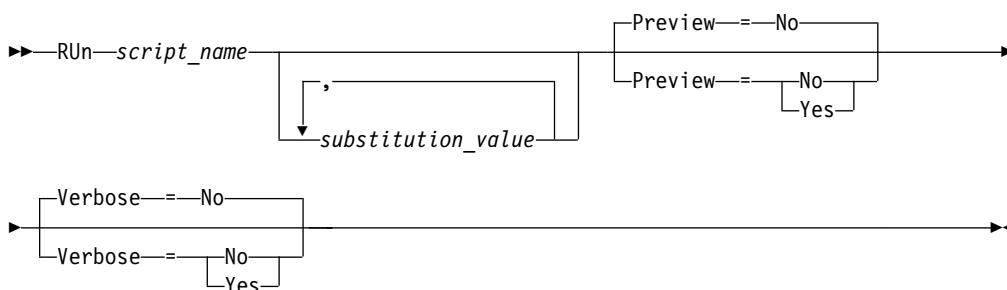 Preview = No
RUn script_name
Preview = No
Yes
,
substitution_value
Verbose = No
Verbose = No
Yes